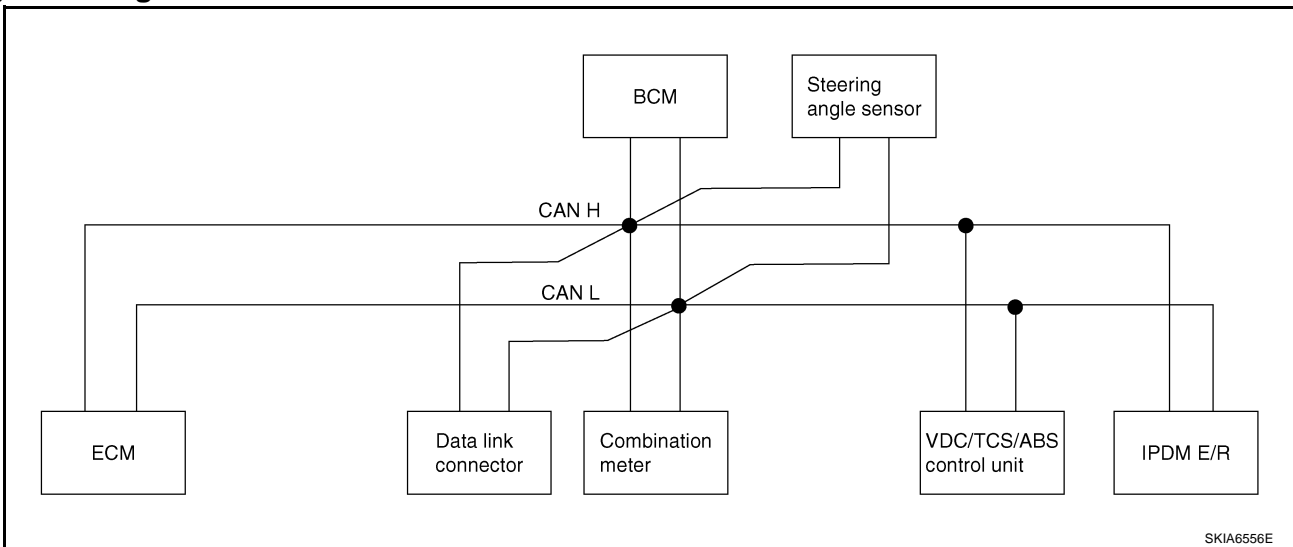 BCM
Steering
angle sensor
CAN H
CAN L
ECM
Data link
connector
Combination
meter
VDC/TCS/ABS
control unit
IPDM E/R
SKIA6556E